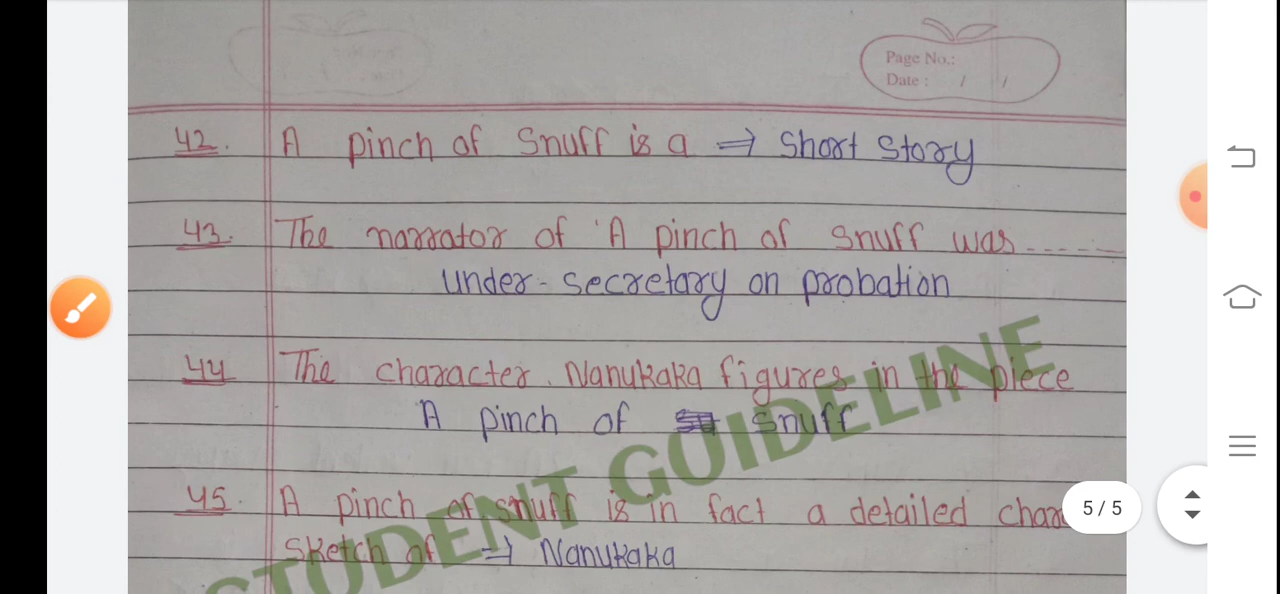 Page No.:
Date : / /
42. A pinch of Snuff is a ⇒ Short Story
43. The narrator of 'A pinch of snuff was ......
under-secretary on probation
44 The character. Nanukaka figures in the piece
A pinch of snuff
45. A pinch of snuff is in fact a detailed
Sketch of ⇒ Nanukaka
STUDENT GUIDELINE
5 / 5